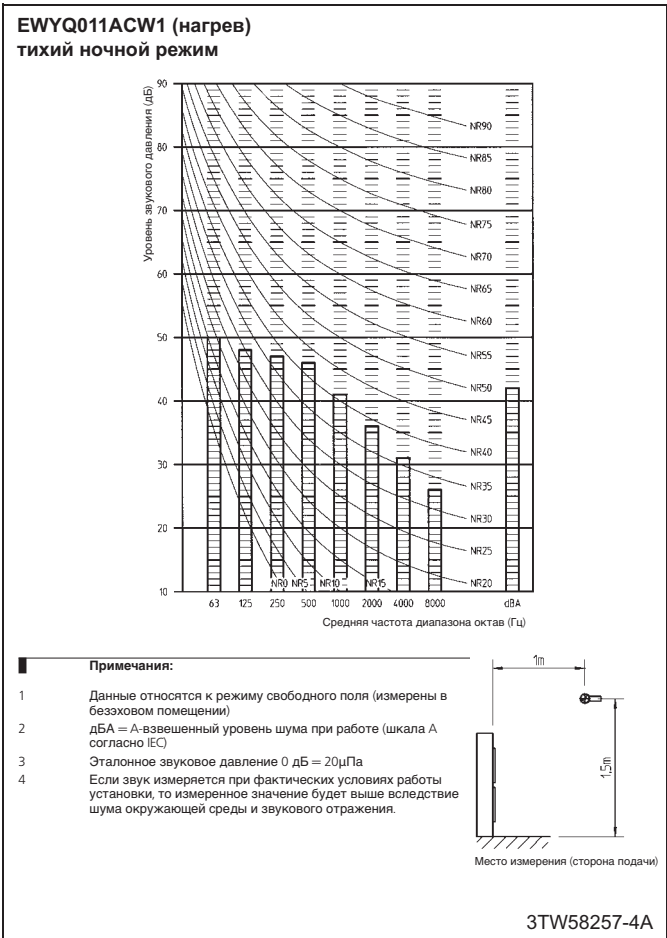 EWYQ011ACW1 (нагрев)
тихий ночной режим
Уровень звукового давления (дБ)
90
80
70
60
50
40
30
20
10
NR90
NR85
NR80
NR75
NR70
NR65
NR60
NR55
NR50
NR45
NR40
NR35
NR30
NR25
NR20
NR0 NR5 NR10 NR15
63 125 250 500 1000 2000 4000 8000 dBA
Средняя частота диапазона октав (Гц)
Примечания:
1 Данные относятся к режиму свободного поля (измерены в
безэховом помещении)
2 дБА = А-взвешенный уровень шума при работе (шкала А
согласно IEC)
3 Эталонное звуковое давление 0 дБ = 20µПа
4 Если звук измеряется при фактических условиях работы
установки, то измеренное значение будет выше вследствие
шума окружающей среды и звукового отражения.
1m
1.5m
Место измерения (сторона подачи)
3TW58257-4A